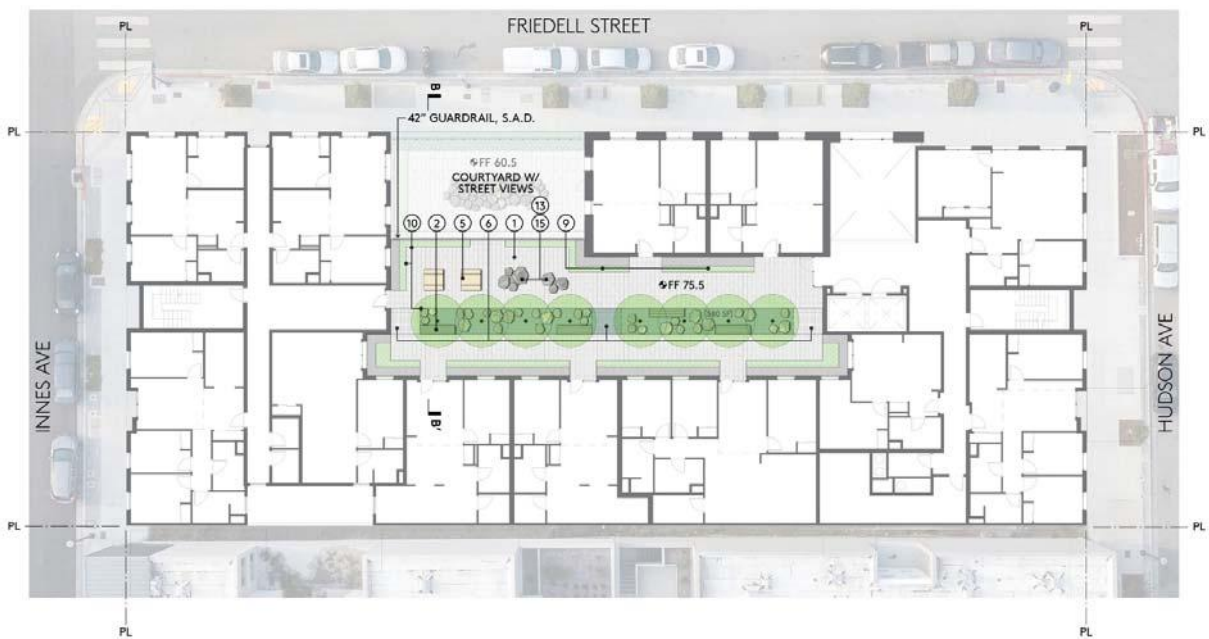 FRIEDELL STREET
PL
PL
B
42" GUARDRAIL, S.A.D.
PL
PL
FF 60.5
COURTYARD W/
STREET VIEWS
13
10
2
5
6
1
15
9
FF 75.5
INNES AVE
HUDSON AVE
B'
PL
PL
PL
PL